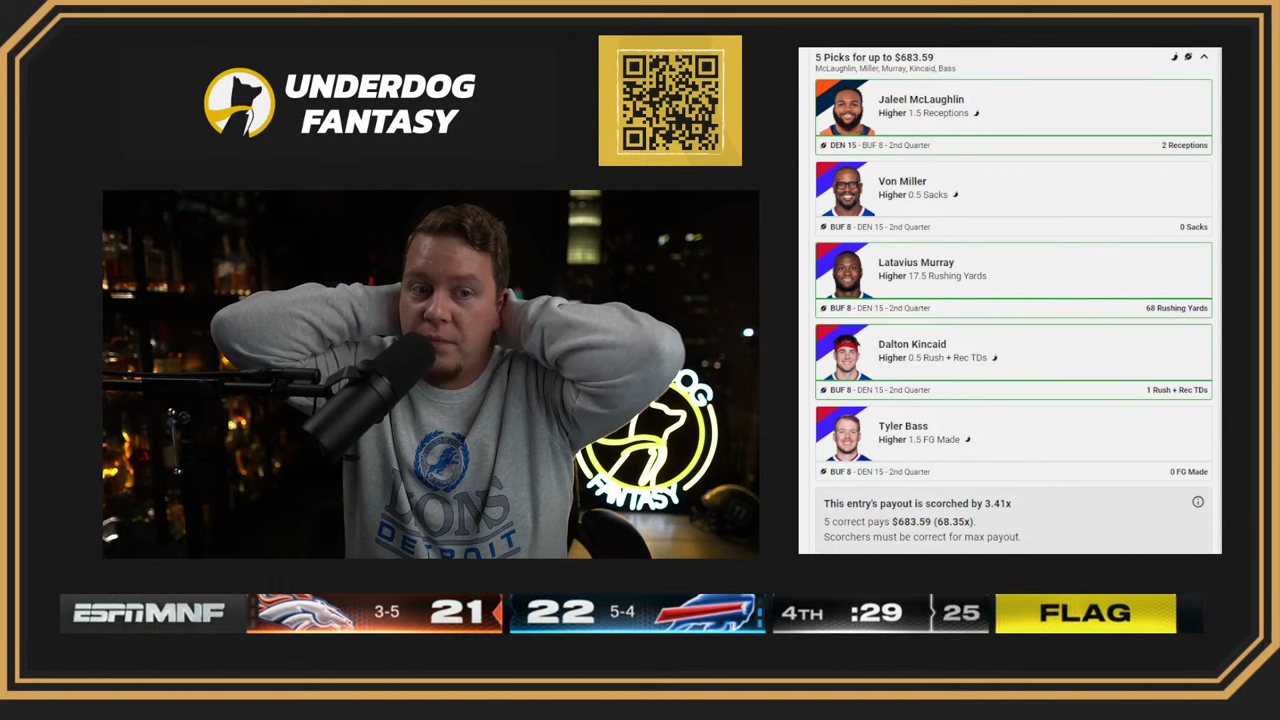 UNDERDOG
FANTASY
5 Picks for up to $683.59
McLaughlin, Miller, Murray, Kincaid, Bass
Jaleel McLaughlin
Higher 1.5 Receptions
DEN 15 - BUF 8 - 2nd Quarter
2 Receptions
Von Miller
Higher 0.5 Sacks
BUF 8 - DEN 15 - 2nd Quarter
0 Sacks
Latavius Murray
Higher 17.5 Rushing Yards
BUF 8 - DEN 15 - 2nd Quarter
68 Rushing Yards
Dalton Kincaid
Higher 0.5 Rush + Rec TDs
BUF 8 - DEN 15 - 2nd Quarter
1 Rush + Rec TDs
Tyler Bass
Higher 1.5 FG Made
BUF 8 - DEN 15 - 2nd Quarter
0 FG Made
This entry's payout is scorched by 3.41x
5 correct pays $683.59 (68.35x).
Scorchers must be correct for max payout.
LIONS
DETROIT
OG
FANTASY
ESPN MNF
3-5
21
22
5-4
4TH
:29
25
FLAG